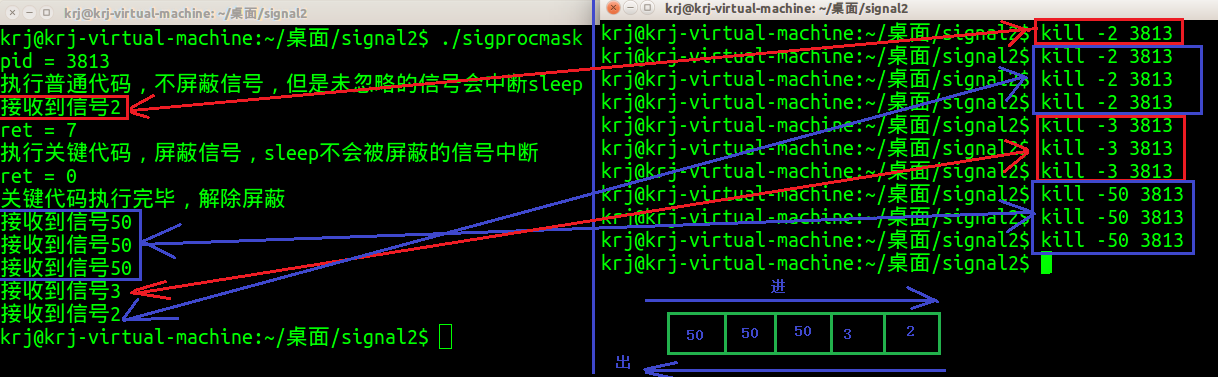 krj@krj-virtual-machine: ~/桌面/signal2
krj@krj-virtual-machine:~/桌面/signal2$ ./sigprocmask
pid = 3813
执行普通代码，不屏蔽信号，但是未忽略的信号会中断sleep
接收到信号2
ret = 7
执行关键代码，屏蔽信号，sleep不会被屏蔽的信号中断
ret = 0
关键代码执行完毕，解除屏蔽
接收到信号50
接收到信号50
接收到信号50
接收到信号3
接收到信号2
krj@krj-virtual-machine:~/桌面/signal2$
krj@krj-virtual-machine: ~/桌面/signal2
krj@krj-virtual-machine:~/桌面/signal2$ kill -2 3813
krj@krj-virtual-machine:~/桌面/signal2$ kill -2 3813
krj@krj-virtual-machine:~/桌面/signal2$ kill -2 3813
krj@krj-virtual-machine:~/桌面/signal2$ kill -2 3813
krj@krj-virtual-machine:~/桌面/signal2$ kill -3 3813
krj@krj-virtual-machine:~/桌面/signal2$ kill -3 3813
krj@krj-virtual-machine:~/桌面/signal2$ kill -3 3813
krj@krj-virtual-machine:~/桌面/signal2$ kill -50 3813
krj@krj-virtual-machine:~/桌面/signal2$ kill -50 3813
krj@krj-virtual-machine:~/桌面/signal2$ kill -50 3813
krj@krj-virtual-machine:~/桌面/signal2$
进
50 50 50 3 2
出